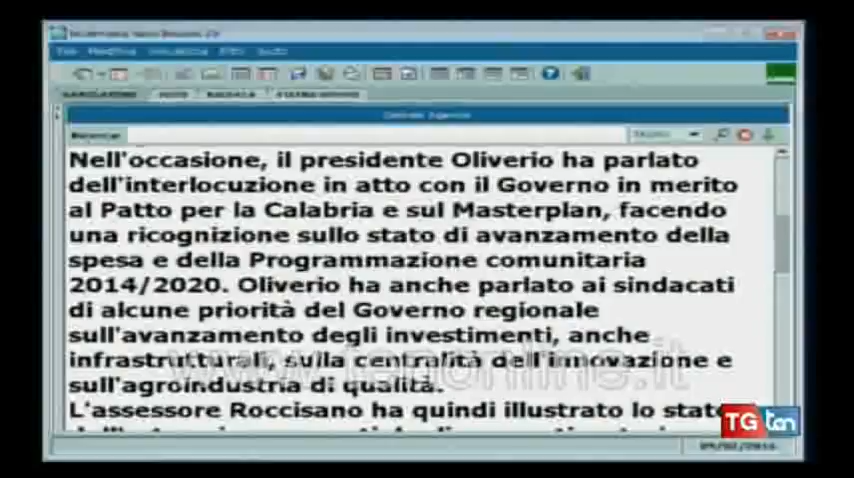 Nell'occasione, il presidente Oliverio ha parlato
dell'interlocuzione in atto con il Governo in merito
al Patto per la Calabria e sul Masterplan, facendo
una ricognizione sullo stato di avanzamento della
spesa e della Programmazione comunitaria
2014/2020. Oliverio ha anche parlato ai sindacati
di alcune priorità del Governo regionale
sull'avanzamento degli investimenti, anche
infrastrutturali, sulla centralità dell'innovazione e
sull'agroindustria di qualità.
L'assessore Roccisano ha quindi illustrato lo stato
www.tenonline.it
TG ten